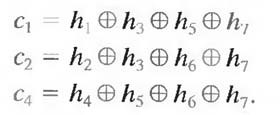 c₁ = h₁ ⊕ h₃ ⊕ h₅ ⊕ h₇
c₂ = h₂ ⊕ h₃ ⊕ h₆ ⊕ h₇
c₄ = h₄ ⊕ h₅ ⊕ h₆ ⊕ h₇.